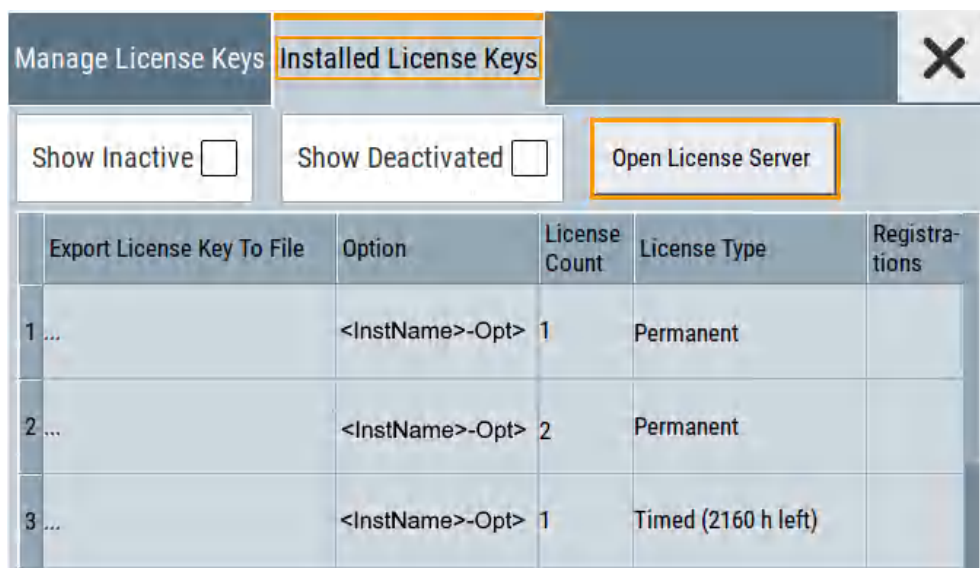 Manage License Keys Installed License Keys
Show Inactive Show Deactivated Open License Server
Export License Key To File Option License Count License Type Registra-
tions
1 ... <InstName>-Opt> 1 Permanent
2 ... <InstName>-Opt> 2 Permanent
3 ... <InstName>-Opt> 1 Timed (2160 h left)